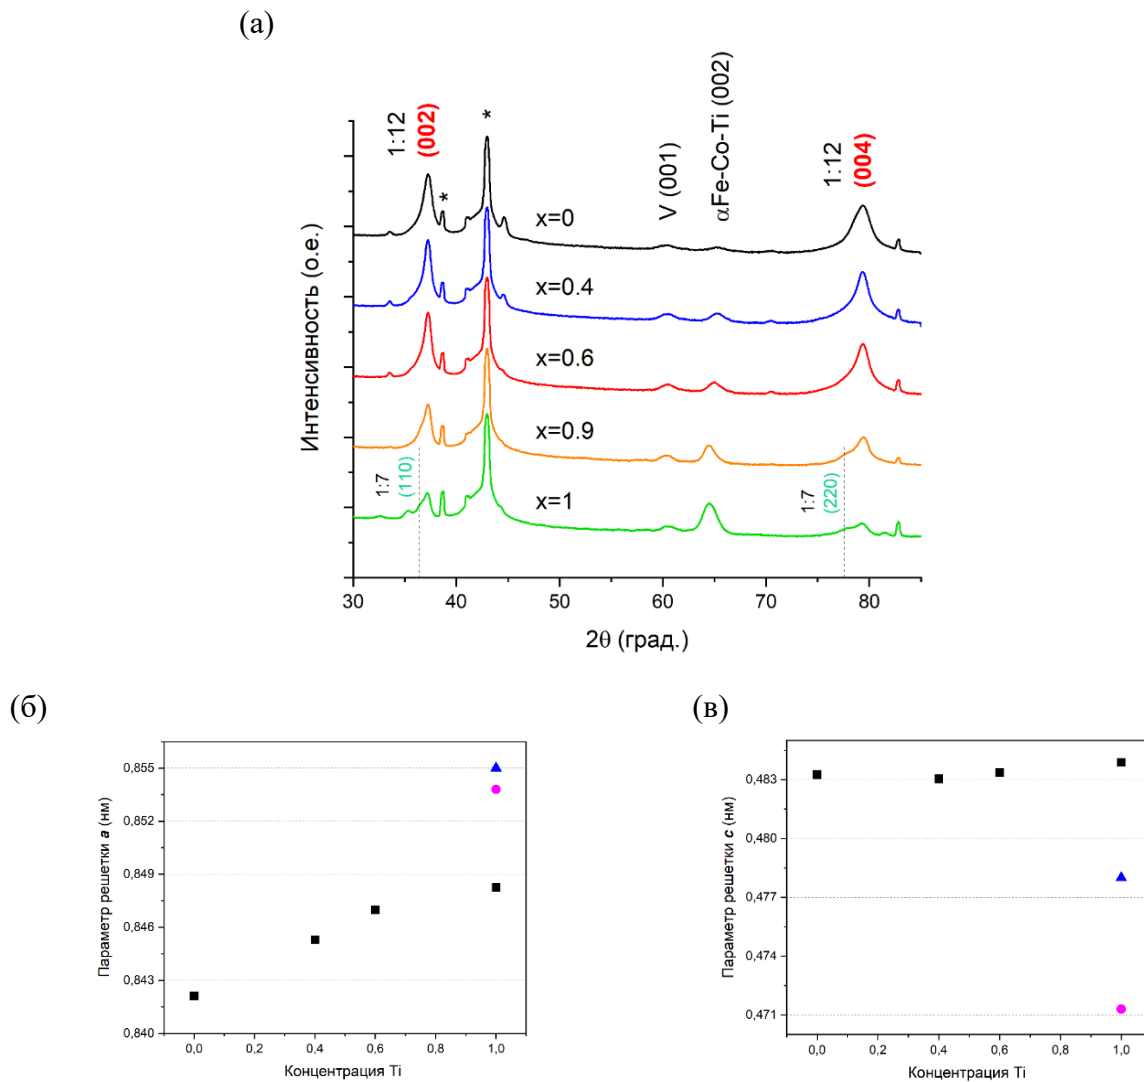 (а)
Интенсивность (о.е.)
1:12
(002)
*
*
V (001)
αFe-Co-Ti (002)
1:12
(004)
x=0
x=0.4
x=0.6
x=0.9
x=1
1:7
(110)
1:7
(220)
30 40 50 60 70 80
2θ (град.)
(б)
Параметр решетки a (нм)
0,855
0,852
0,849
0,846
0,843
0,840
0,0 0,2 0,4 0,6 0,8 1,0
Концентрация Ti
(в)
Параметр решетки c (нм)
0,483
0,480
0,477
0,474
0,471
0,0 0,2 0,4 0,6 0,8 1,0
Концентрация Ti